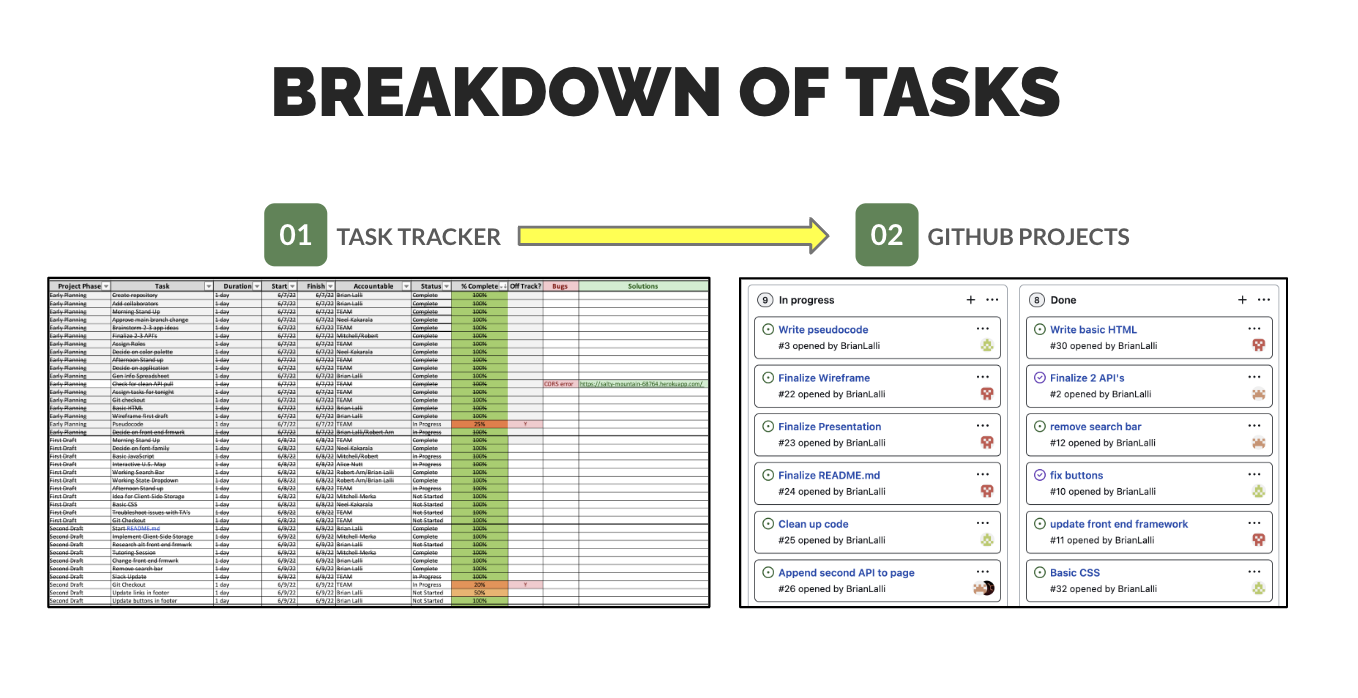 BREAKDOWN OF TASKS
01 TASK TRACKER
02 GITHUB PROJECTS
Project Phase Task Duration Start Finish Accountable Status % Complete Off Track? Bugs Solutions
Early Planning Create repository 1 day 6/7/22 6/7/22 Brian Lalli Complete 100%
Early Planning Add collaborators 1 day 6/7/22 6/7/22 Brian Lalli Complete 100%
Early Planning Morning Stand Up 1 day 6/7/22 6/7/22 TEAM Complete 100%
Early Planning Approve main branch change 1 day 6/7/22 6/7/22 Neel Kakarala Complete 100%
Early Planning Brainstorm 2-3 app ideas 1 day 6/7/22 6/7/22 TEAM Complete 100%
Early Planning Finalize 2-3 API's 1 day 6/7/22 6/7/22 Mitchell/Robert Complete 100%
Early Planning Assign Roles 1 day 6/7/22 6/7/22 TEAM Complete 100%
Early Planning Decide on color palette 1 day 6/7/22 6/7/22 Neel Kakarala Complete 100%
Early Planning Afternoon Stand up 1 day 6/7/22 6/7/22 TEAM Complete 100%
Early Planning Decide on application 1 day 6/7/22 6/7/22 TEAM Complete 100%
Early Planning Gen Info Spreadsheet 1 day 6/7/22 6/7/22 Brian Lalli Complete 100%
Early Planning Check for clean API pull 1 day 6/7/22 6/7/22 TEAM Complete 100% CORS error https://salty-mountain-68764.herokuapp.com/
Early Planning Assign tasks for tonight 1 day 6/7/22 6/7/22 TEAM Complete 100%
Early Planning Git checkout 1 day 6/7/22 6/7/22 TEAM Complete 100%
Early Planning Basic HTML 1 day 6/7/22 6/7/22 Brian Lalli Complete 100%
Early Planning Wireframe first draft 1 day 6/7/22 6/7/22 Brian Lalli Complete 100%
Early Planning Pseudocode 1 day 6/7/22 6/7/22 TEAM In Progress 25% Y
Early Planning Decide on front end frmwrk 1 day 6/7/22 6/7/22 Brian Lalli/Robert Arn Complete 100%
First Draft Morning Stand Up 1 day 6/8/22 6/8/22 TEAM Complete 100%
First Draft Decide on font-family 1 day 6/8/22 6/8/22 Neel Kakarala Complete 100%
First Draft Basic JavaScript 1 day 6/8/22 6/8/22 Mitchell/Robert In Progress 100%
First Draft Interactive U.S. Map 1 day 6/8/22 6/8/22 Alice Nutt In Progress 100%
First Draft Working Search Bar 1 day 6/8/22 6/8/22 Robert Arn/Brian Lalli Complete 100%
First Draft Working State Dropdown 1 day 6/8/22 6/8/22 Robert Arn/Brian Lalli Complete 100%
First Draft Afternoon Stand up 1 day 6/8/22 6/8/22 TEAM In Progress 100%
First Draft Idea for Client-Side Storage 1 day 6/8/22 6/8/22 Mitchell Merka Not Started 100%
First Draft Basic CSS 1 day 6/8/22 6/8/22 Neel Kakarala Not Started 100%
First Draft Troubleshoot issues with TA's 1 day 6/8/22 6/8/22 TEAM Not Started 100%
First Draft Git Checkout 1 day 6/8/22 6/8/22 TEAM Not Started 100%
Second Draft Start README.md 1 day 6/9/22 6/9/22 Brian Lalli Complete 100%
Second Draft Implement Client-Side Storage 1 day 6/9/22 6/9/22 Mitchell Merka Complete 100%
Second Draft Research alt front end frmwrk 1 day 6/9/22 6/9/22 Brian Lalli Not Started 100%
Second Draft Tutoring Session 1 day 6/9/22 6/9/22 Mitchell Merka Complete 100%
Second Draft Change front end frmwrk 1 day 6/9/22 6/9/22 Brian Lalli Complete 100%
Second Draft Remove search bar 1 day 6/9/22 6/9/22 Brian Lalli Complete 100%
Second Draft Slack Update 1 day 6/9/22 6/9/22 TEAM In Progress 100%
Second Draft Git Checkout 1 day 6/9/22 6/9/22 TEAM In Progress 20% Y
Second Draft Update links in footer 1 day 6/9/22 6/9/22 Brian Lalli Not Started 50%
Second Draft Update buttons in footer 1 day 6/9/22 6/9/22 Brian Lalli Not Started 100%
9 In progress
Write pseudocode
#3 opened by BrianLalli
Finalize Wireframe
#22 opened by BrianLalli
Finalize Presentation
#23 opened by BrianLalli
Finalize README.md
#24 opened by BrianLalli
Clean up code
#25 opened by BrianLalli
Append second API to page
#26 opened by BrianLalli
8 Done
Write basic HTML
#30 opened by BrianLalli
Finalize 2 API's
#2 opened by BrianLalli
remove search bar
#12 opened by BrianLalli
fix buttons
#10 opened by BrianLalli
update front end framework
#11 opened by BrianLalli
Basic CSS
#32 opened by BrianLalli